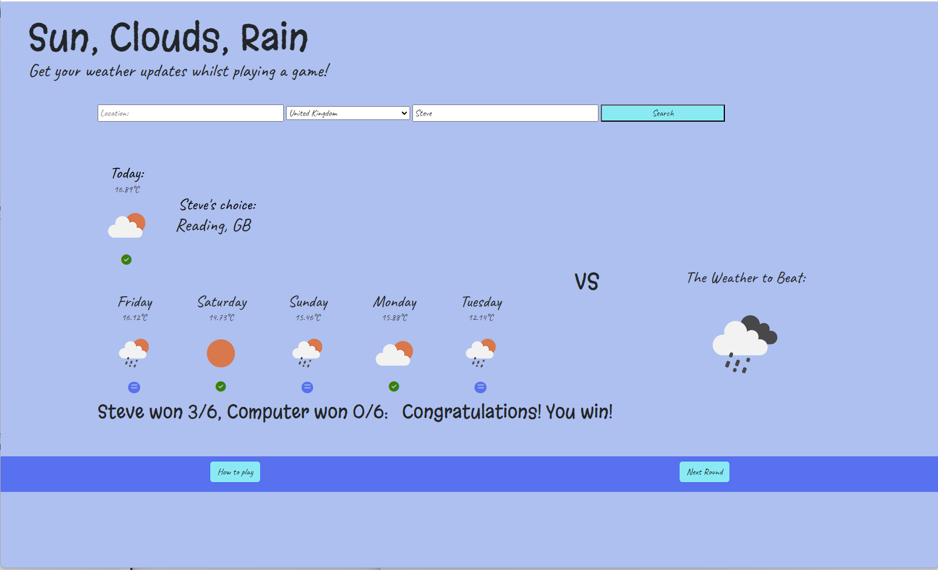 Sun, Clouds, Rain
Get your weather updates whilst playing a game!
Location: United Kingdom Steve Search
Today:
16.81°C
Steve's choice:
Reading, GB
VS
The Weather to Beat:
Friday Saturday Sunday Monday Tuesday
16.12°C 14.73°C 15.46°C 15.88°C 12.14°C
Steve won 3/6, Computer won 0/6: Congratulations! You win!
How to play Next Round